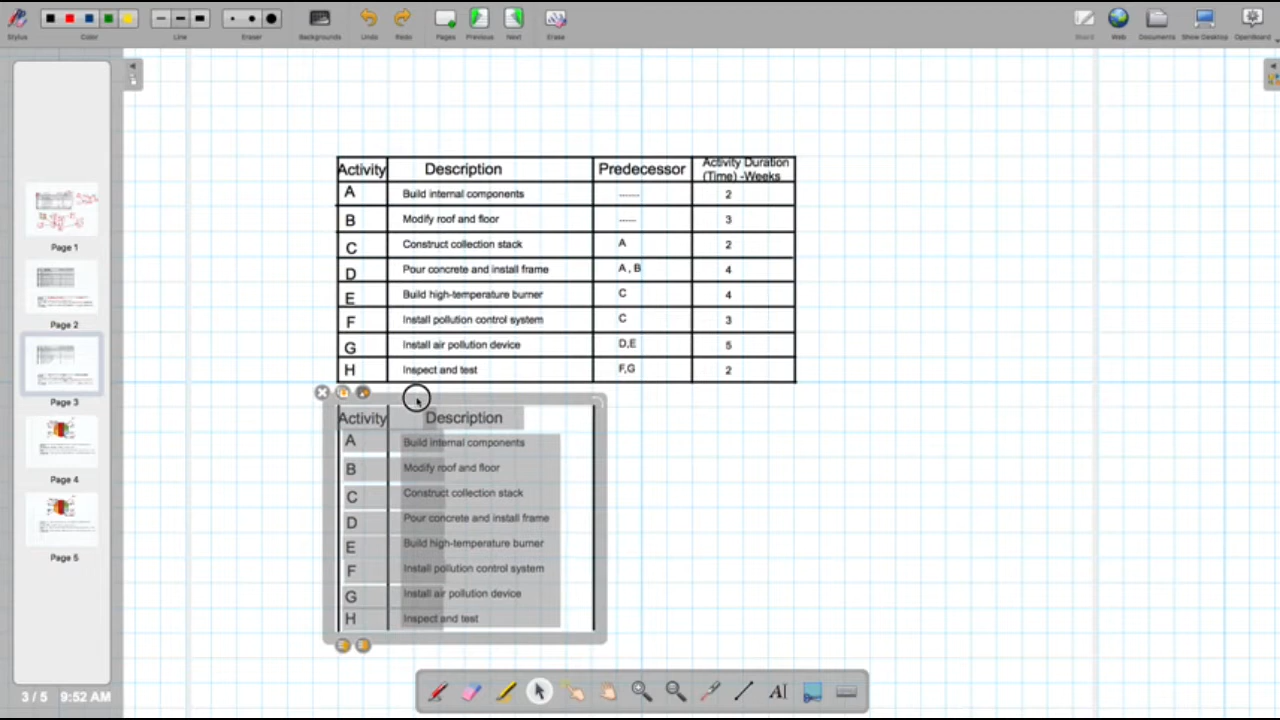 Stylus Color Line Eraser Backgrounds Undo Redo Pages Previous Next Erase Board Web Documents Show Desktop OpenBoard
Page 1
Page 2
Page 3
Page 4
Page 5
3 / 5 9:52 AM
Activity Description Predecessor Activity Duration (Time) -Weeks
A Build internal components ------- 2
B Modify roof and floor ------ 3
C Construct collection stack A 2
D Pour concrete and install frame A , B 4
E Build high-temperature burner C 4
F Install pollution control system C 3
G Install air pollution device D,E 5
H Inspect and test F,G 2
Activity Description
A Build internal components
B Modify roof and floor
C Construct collection stack
D Pour concrete and install frame
E Build high-temperature burner
F Install pollution control system
G Install air pollution device
H Inspect and test
AI